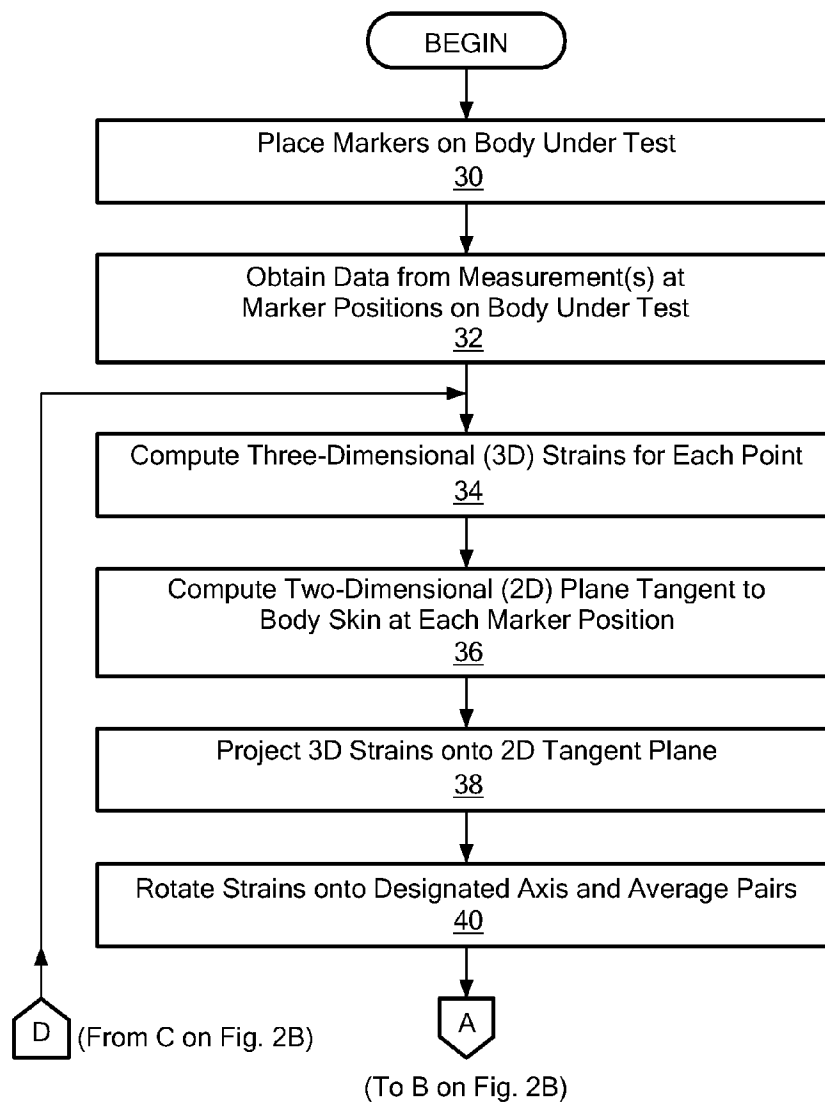 BEGIN
Place Markers on Body Under Test
30
Obtain Data from Measurement(s) at
Marker Positions on Body Under Test
32
Compute Three-Dimensional (3D) Strains for Each Point
34
Compute Two-Dimensional (2D) Plane Tangent to
Body Skin at Each Marker Position
36
Project 3D Strains onto 2D Tangent Plane
38
Rotate Strains onto Designated Axis and Average Pairs
40
D
(From C on Fig. 2B)
A
(To B on Fig. 2B)